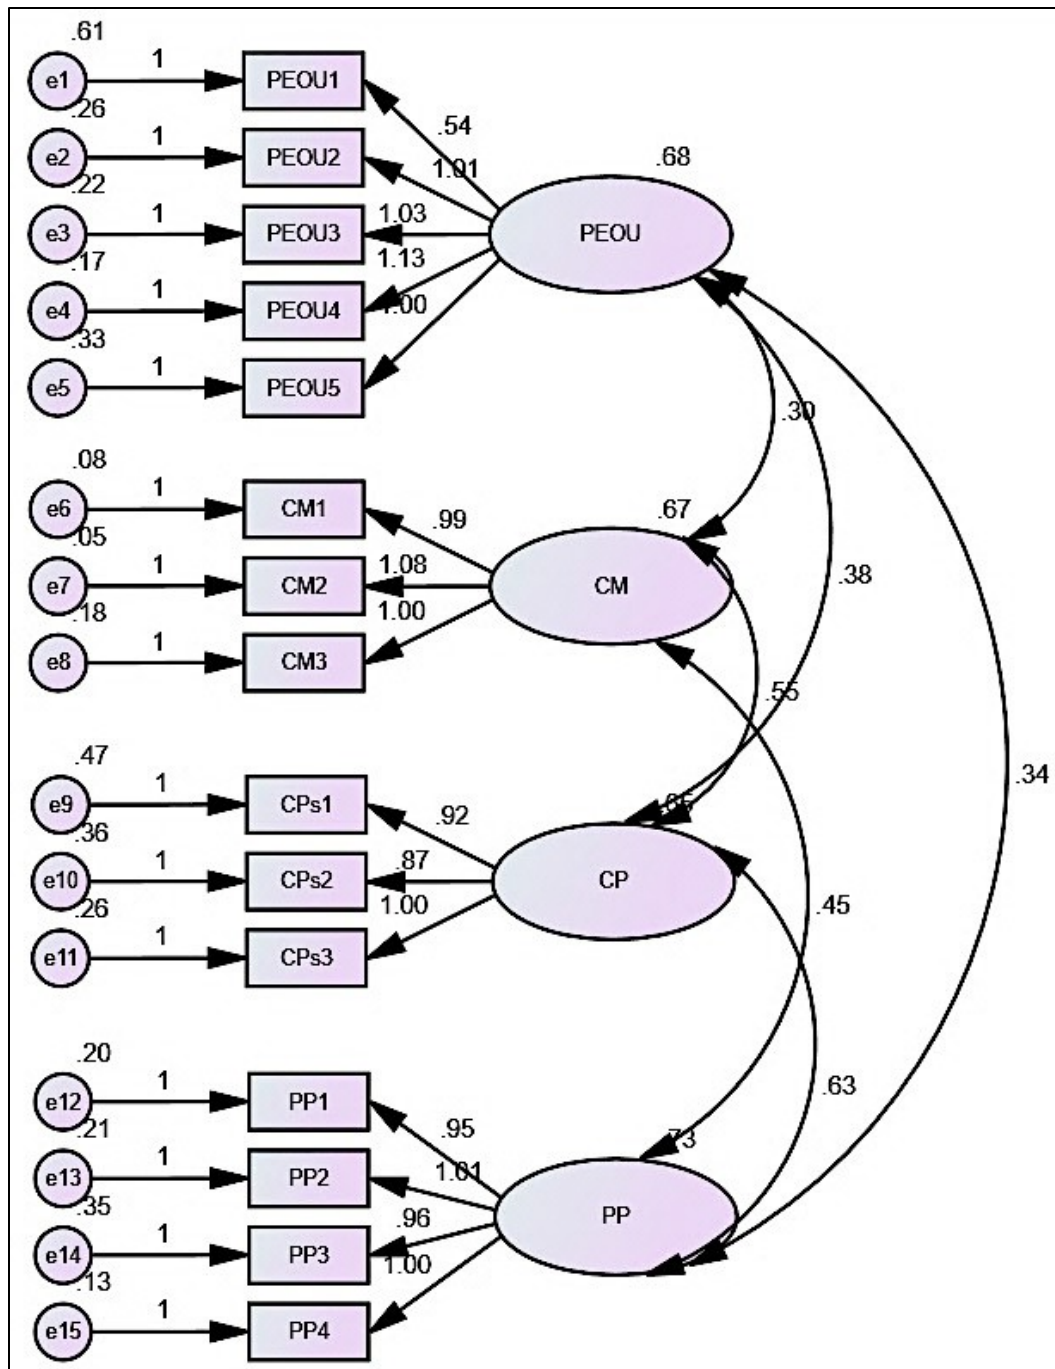 .61
e1 1 PEOU1
.54
.26
e2 1 PEOU2
1.01
.68
.22
e3 1 PEOU3
1.03
PEOU
.17
e4 1 PEOU4
1.13
.33
e5 1 PEOU5
1.00
.30
.08
e6 1 CM1
.99
.67
.05
e7 1 CM2
1.08
CM
.38
.18
e8 1 CM3
1.00
.55
.47
e9 1 CPs1
.92
.34
.36
e10 1 CPs2
.87
CP
.26
e11 1 CPs3
1.00
.45
.20
e12 1 PP1
.95
.63
.21
e13 1 PP2
1.01
.73
.35
e14 1 PP3
.96
PP
.13
e15 1 PP4
1.00